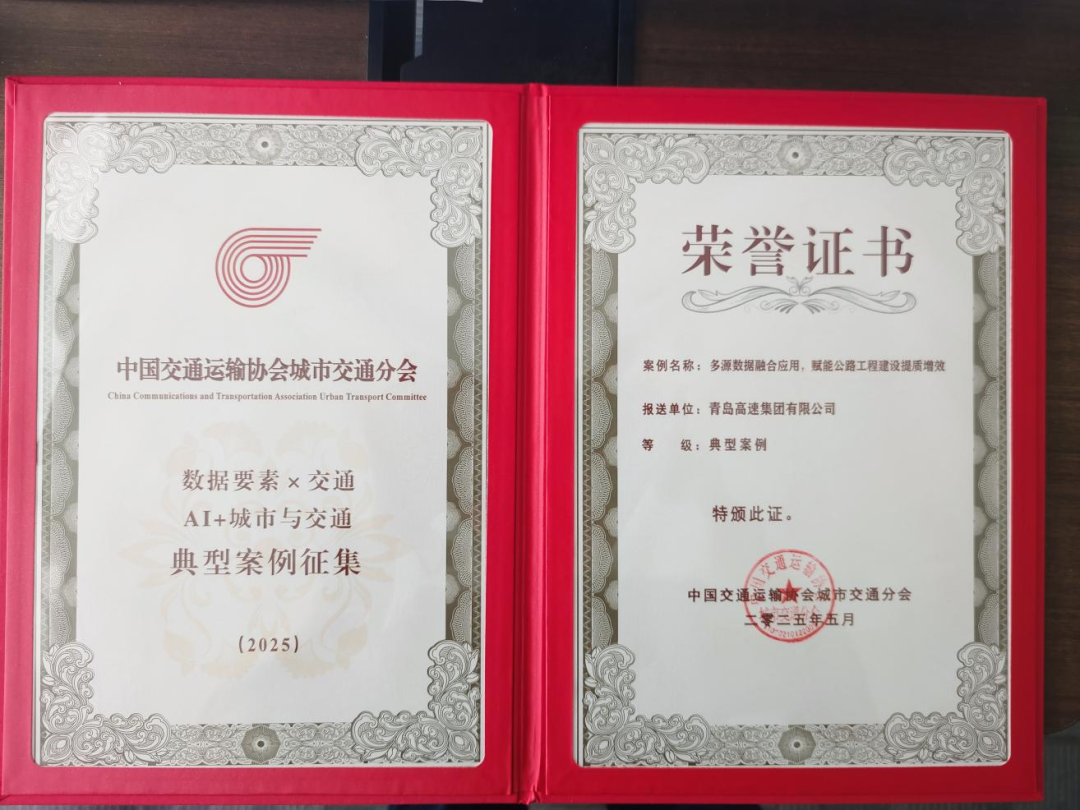 中国交通运输协会城市交通分会
China Communications and Transportation Association Urban Transport Committee
数据要素×交通
AI+城市与交通
典型案例征集
(2025)
荣誉证书
案例名称：多源数据融合应用，赋能公路工程建设提质增效
报送单位：青岛高速集团有限公司
等 级：典型案例
特颁此证。
中国交通运输协会城市交通分会
二零二五年五月